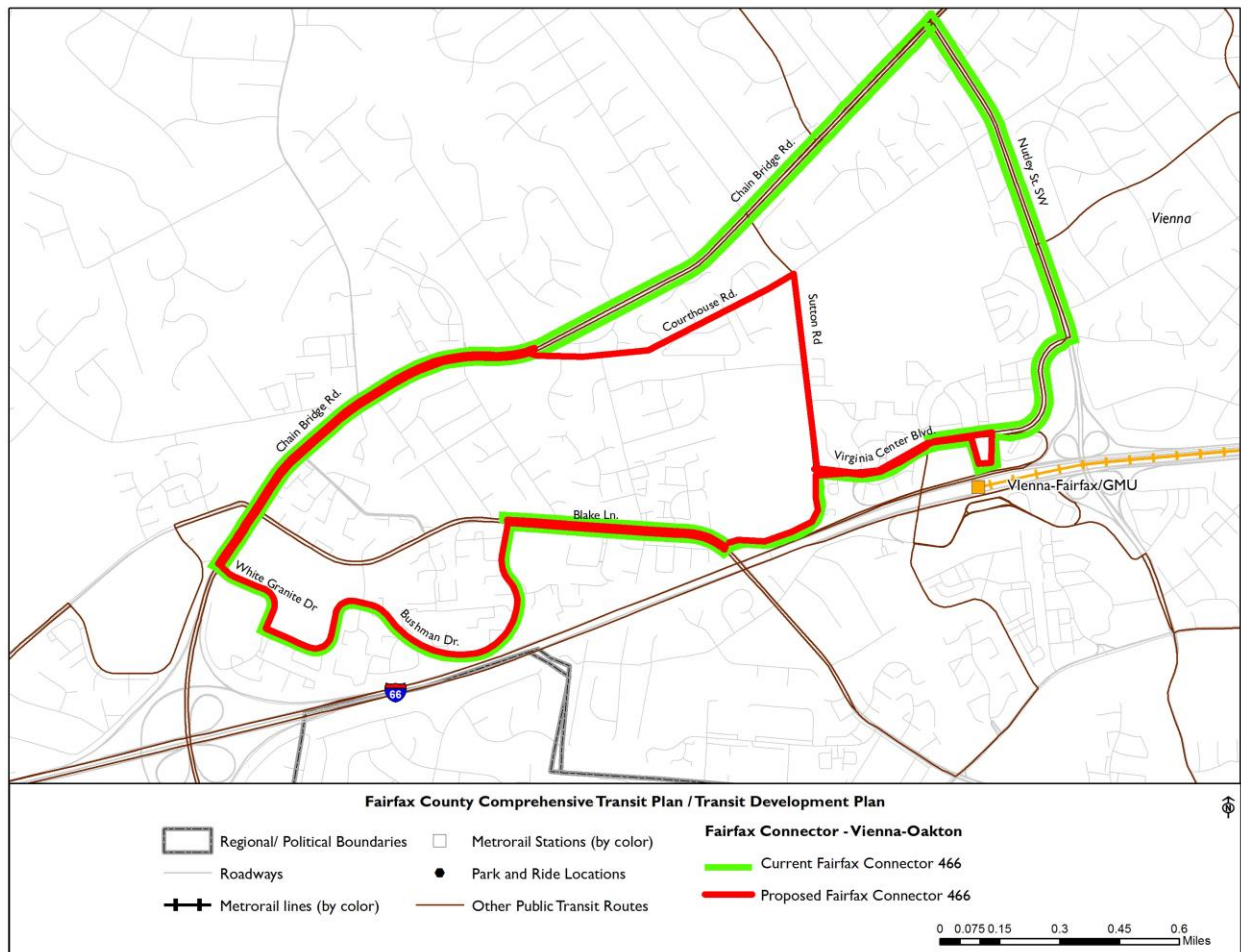 Chain Bridge Rd.
Nutley St. SW
Vienna
Courthouse Rd.
Sutton Rd
Chain Bridge Rd.
Virginia Center Blvd.
Vienna-Fairfax/GMU
Blake Ln.
White Granite Dr
Bushman Dr.
66
Fairfax County Comprehensive Transit Plan / Transit Development Plan
N
Regional/ Political Boundaries
Metrorail Stations (by color)
Fairfax Connector - Vienna-Oakton
Roadways
Park and Ride Locations
Current Fairfax Connector 466
Metrorail lines (by color)
Other Public Transit Routes
Proposed Fairfax Connector 466
0 0.075 0.15 0.3 0.45 0.6
Miles